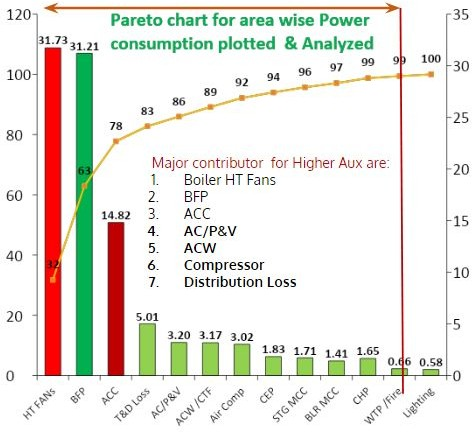 Pareto chart for area wise Power
consumption plotted & Analyzed
120
100
80
60
40
20
0
35
30
25
20
15
10
5
0
31.73
31.21
14.82
5.01
3.20
3.17
3.02
1.83
1.71
1.41
1.65
0.66
0.58
32
63
78
83
86
89
92
94
96
97
99
99
100
Major contributor for Higher Aux are:
1. Boiler HT Fans
2. BFP
3. ACC
4. AC/P&V
5. ACW
6. Compressor
7. Distribution Loss
HT FANs
BFP
ACC
T&D Loss
AC/P&V
ACW /CTF
Air Comp
CEP
STG MCC
BLR MCC
CHP
WTP /Fire
Lighting